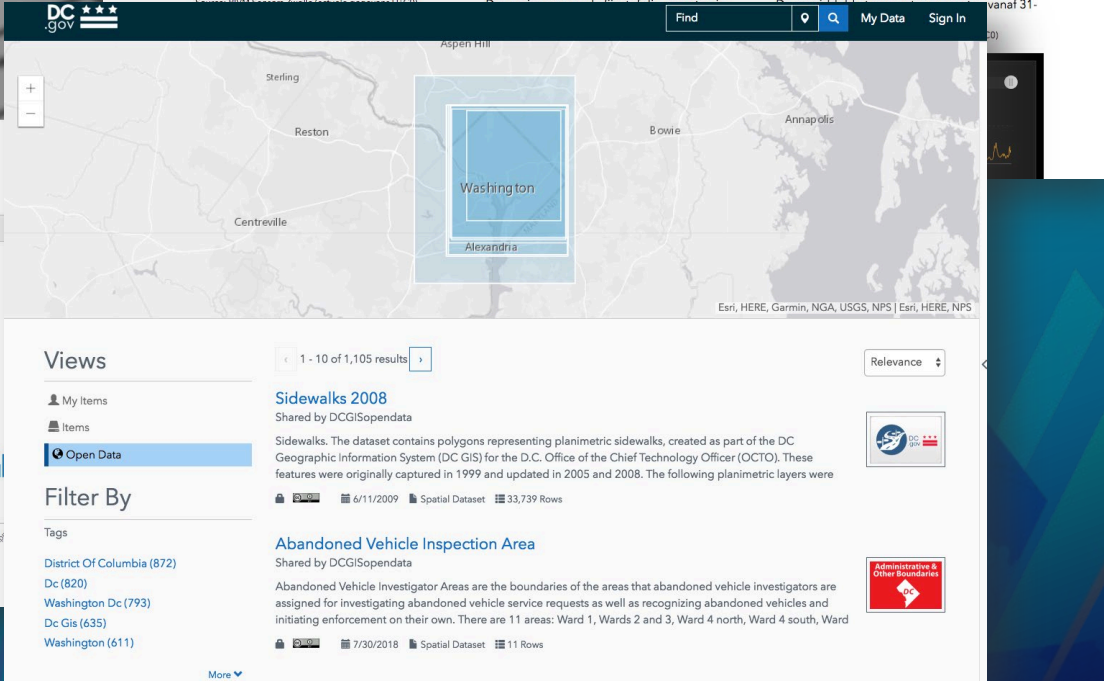 vanaf 31-
DC
.gov
Find
My Data
Sign In
Aspen Hill
Sterling
Reston
Bowie
Annapolis
Washington
Centreville
Alexandria
Esri, HERE, Garmin, NGA, USGS, NPS | Esri, HERE, NPS
Views
My Items
Items
Open Data
Filter By
Tags
District Of Columbia (872)
Dc (820)
Washington Dc (793)
Dc Gis (635)
Washington (611)
More
1 - 10 of 1,105 results
Relevance
Sidewalks 2008
Shared by DCGISopendata
Sidewalks. The dataset contains polygons representing planimetric sidewalks, created as part of the DC
Geographic Information System (DC GIS) for the D.C. Office of the Chief Technology Officer (OCTO). These
features were originally captured in 1999 and updated in 2005 and 2008. The following planimetric layers were
6/11/2009 Spatial Dataset 33,739 Rows
DC
gov
Abandoned Vehicle Inspection Area
Shared by DCGISopendata
Abandoned Vehicle Investigator Areas are the boundaries of the areas that abandoned vehicle investigators are
assigned for investigating abandoned vehicle service requests as well as recognizing abandoned vehicles and
initiating enforcement on their own. There are 11 areas: Ward 1, Wards 2 and 3, Ward 4 north, Ward 4 south, Ward
7/30/2018 Spatial Dataset 11 Rows
Administrative &
Other Boundaries
DC